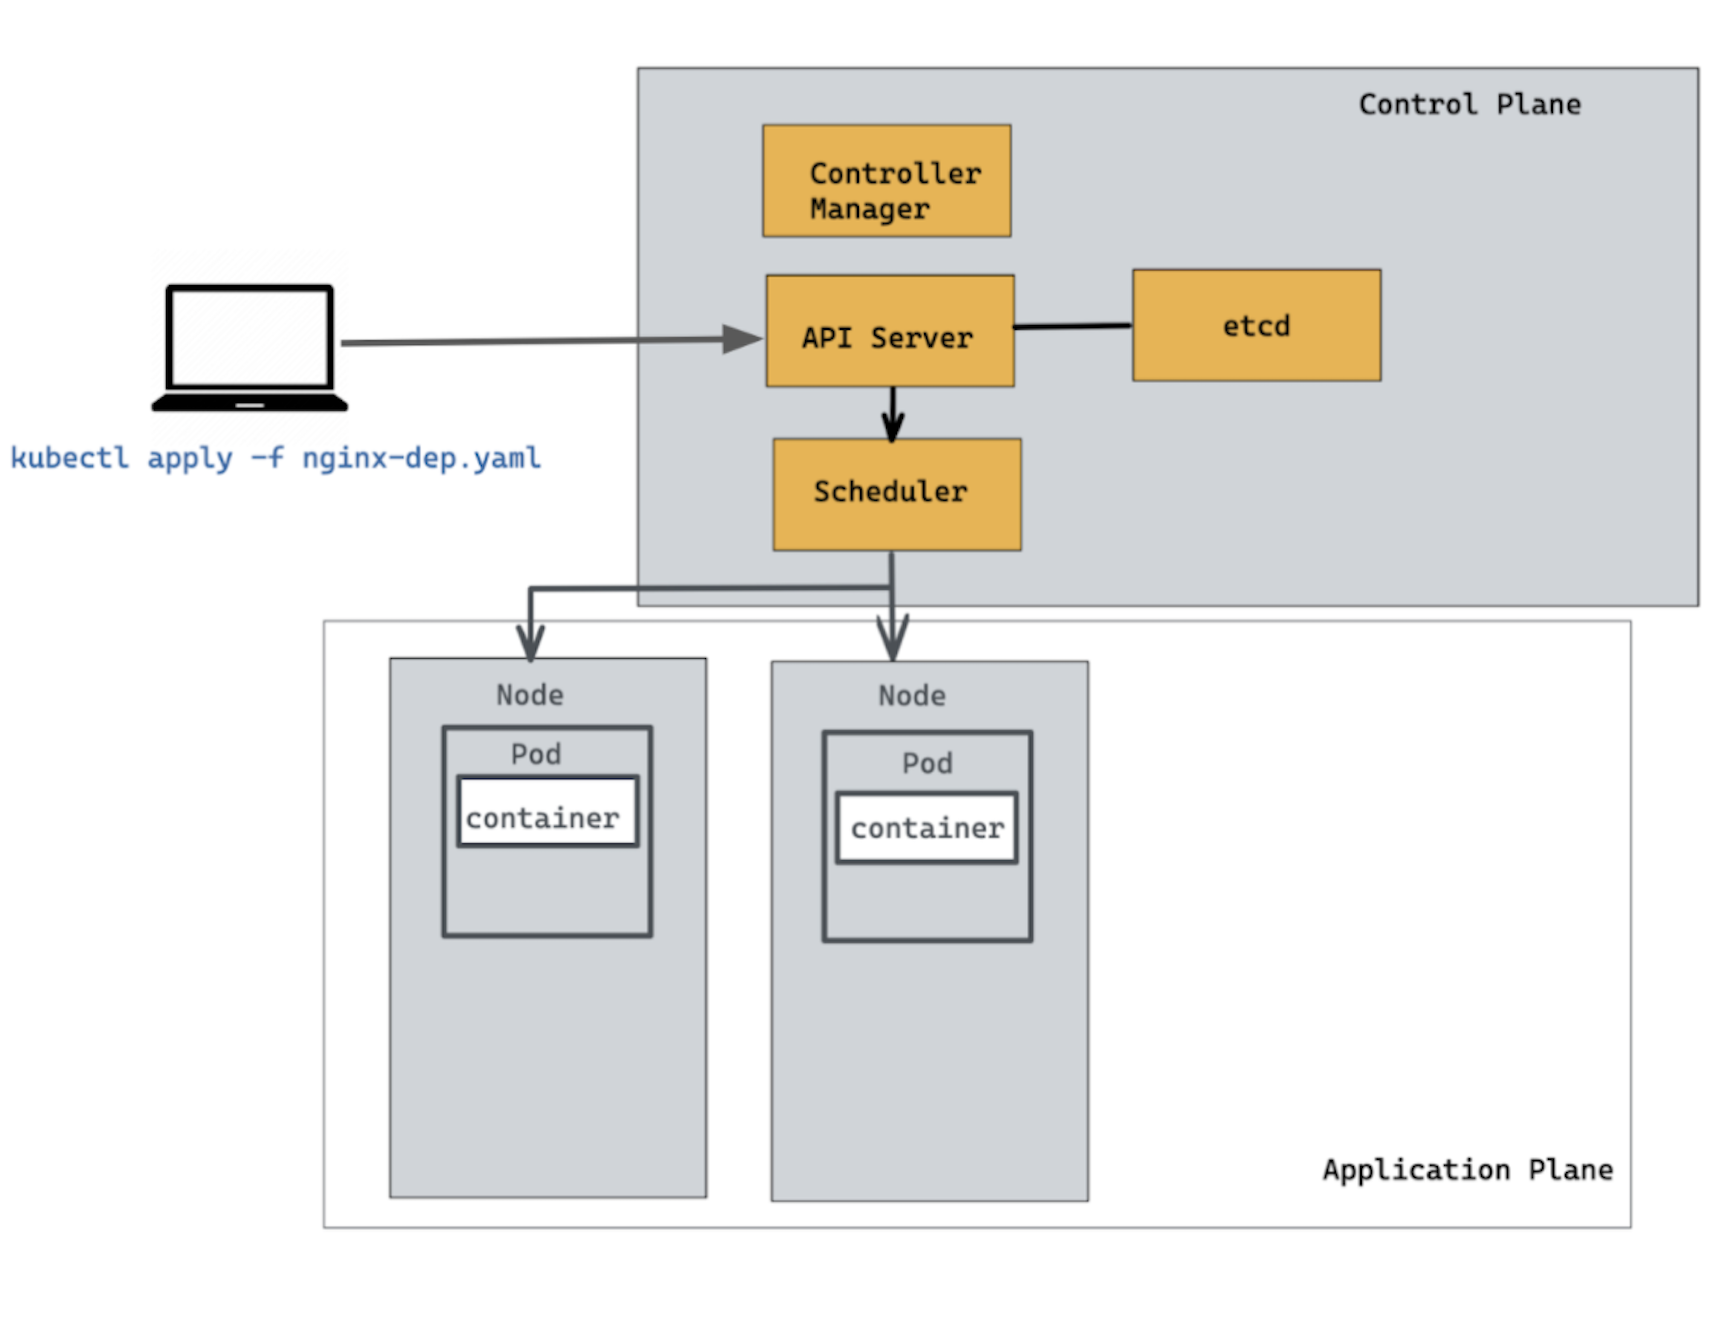 Control Plane
Controller
Manager
API Server
etcd
kubectl apply -f nginx-dep.yaml
Scheduler
Node
Pod
container
Node
Pod
container
Application Plane